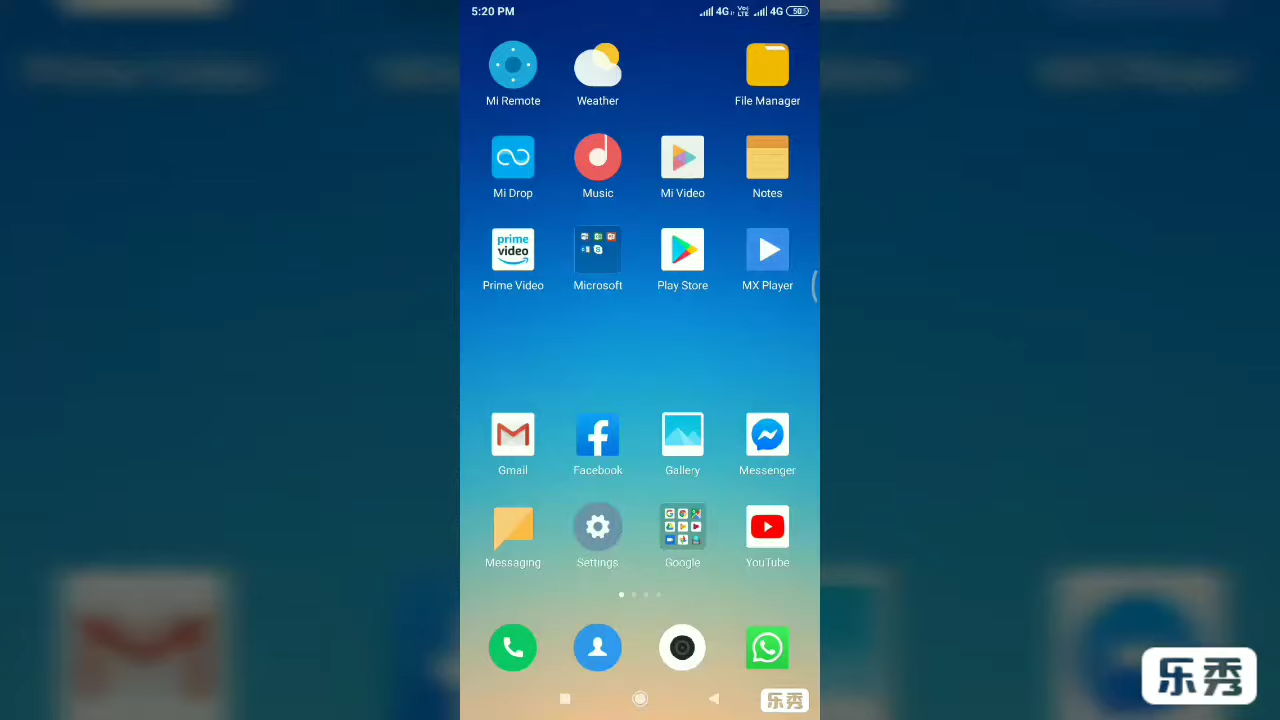 5:20 PM 4G Vo LTE 4G 50
Mi Remote Weather File Manager
Mi Drop Music Mi Video Notes
prime video
Prime Video Microsoft Play Store MX Player
Gmail Facebook Gallery Messenger
Messaging Settings Google YouTube
乐秀
乐秀